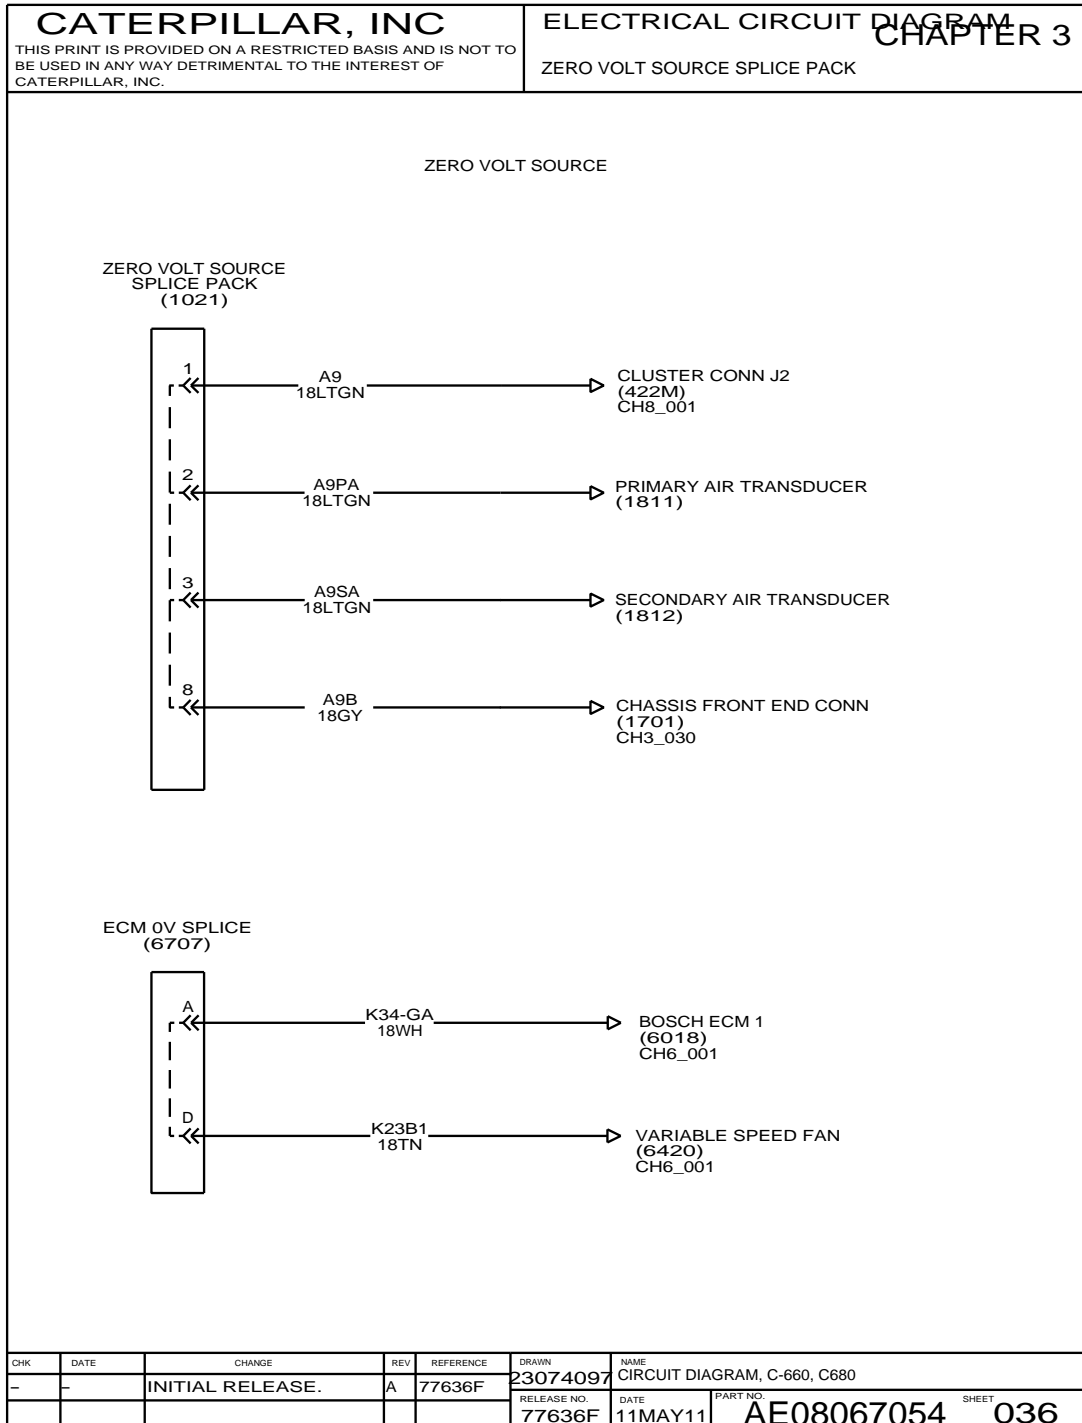 CATERPILLAR, INC
THIS PRINT IS PROVIDED ON A RESTRICTED BASIS AND IS NOT TO
BE USED IN ANY WAY DETRIMENTAL TO THE INTEREST OF
CATERPILLAR, INC.
ELECTRICAL CIRCUIT DIAGRAM
CHAPTER 3
ZERO VOLT SOURCE SPLICE PACK
ZERO VOLT SOURCE
ZERO VOLT SOURCE
SPLICE PACK
(1021)
1
A9
18LTGN
CLUSTER CONN J2
(422M)
CH8_001
2
A9PA
18LTGN
PRIMARY AIR TRANSDUCER
(1811)
3
A9SA
18LTGN
SECONDARY AIR TRANSDUCER
(1812)
8
A9B
18GY
CHASSIS FRONT END CONN
(1701)
CH3_030
ECM 0V SPLICE
(6707)
A
K34-GA
18WH
BOSCH ECM 1
(6018)
CH6_001
D
K23B1
18TN
VARIABLE SPEED FAN
(6420)
CH6_001
CHK DATE CHANGE REV REFERENCE
– – INITIAL RELEASE. A 77636F
DRAWN
23074097
NAME
CIRCUIT DIAGRAM, C-660, C680
RELEASE NO.
77636F
DATE
11MAY11
PART NO.
AE08067054
SHEET
036